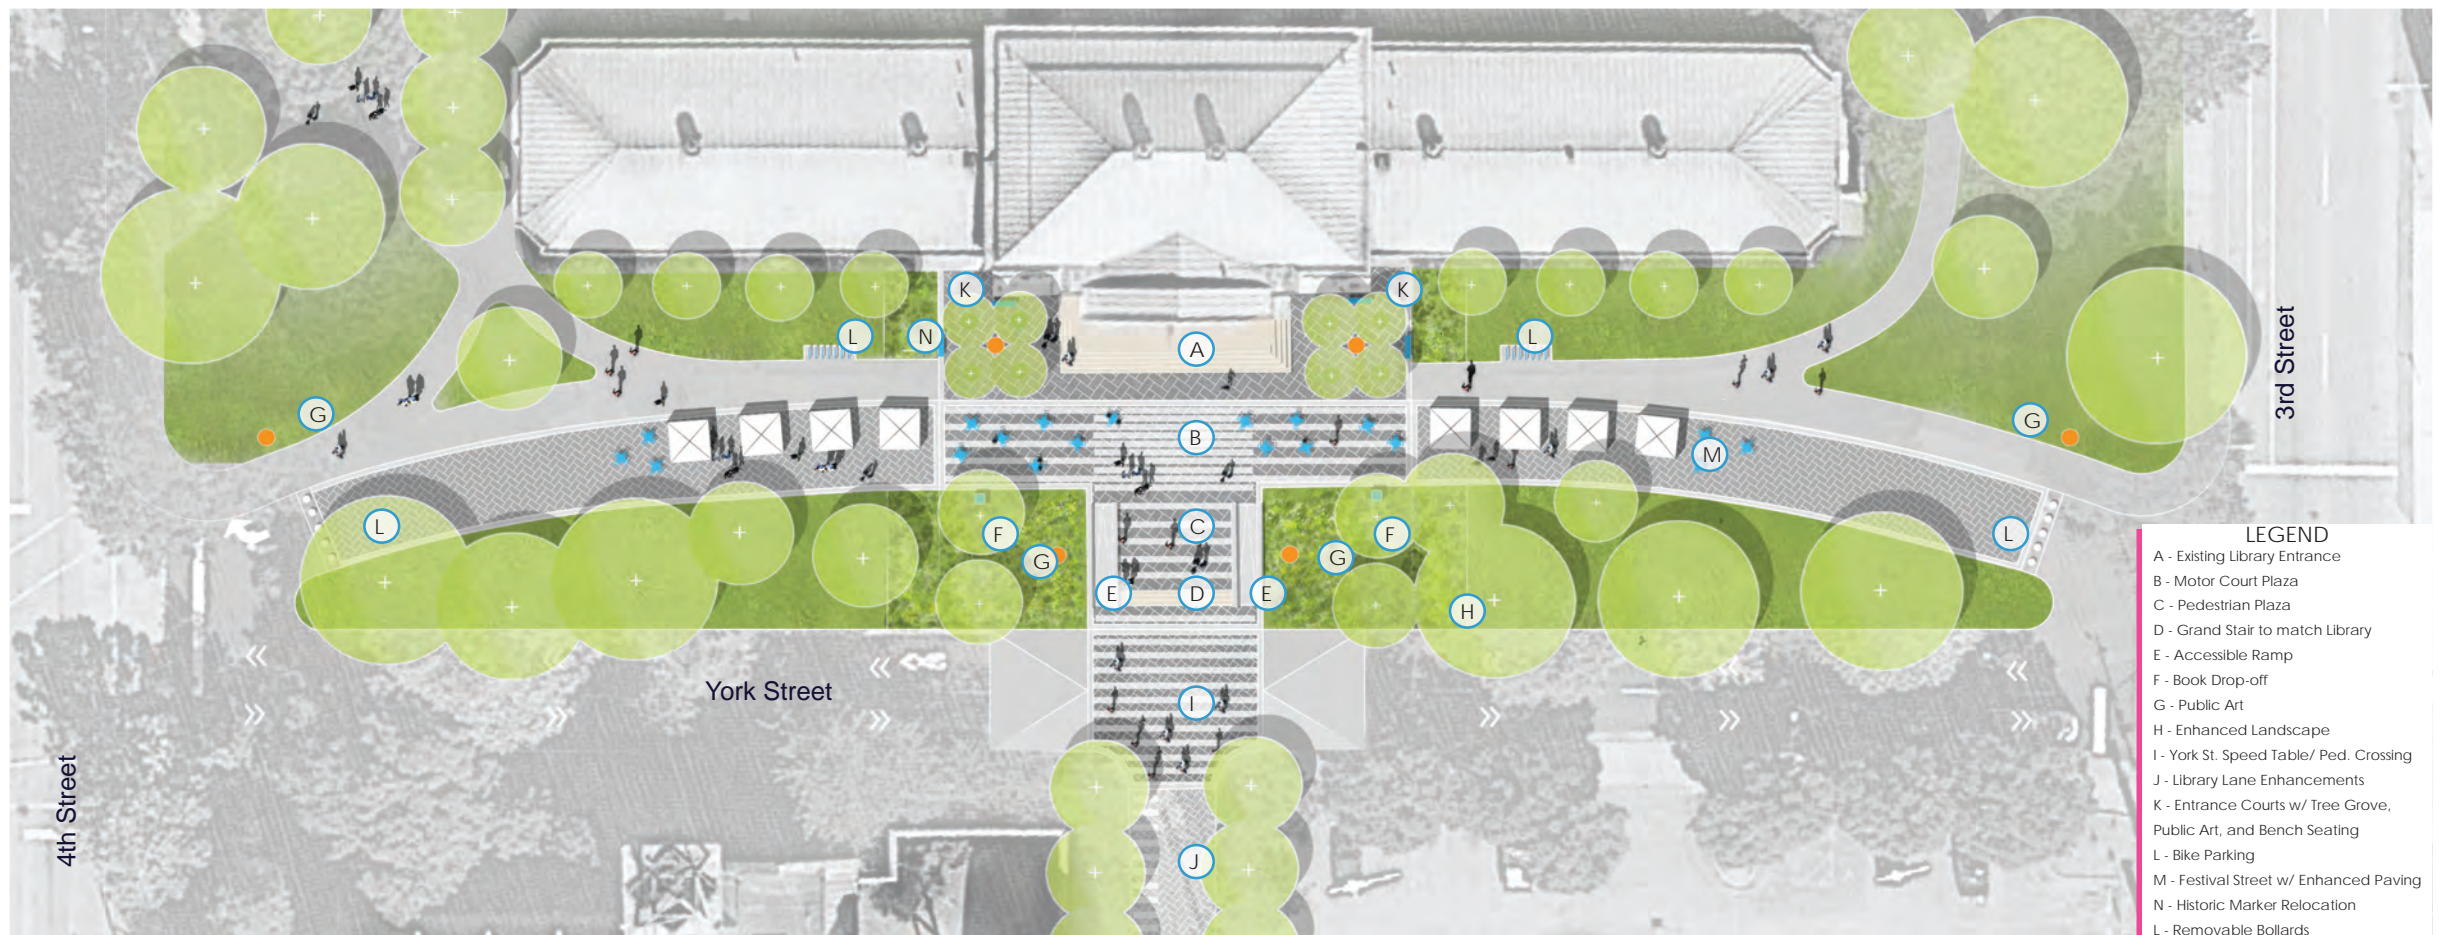 K
K
L
N
A
L
G
G
B
M
L
F
C
F
L
G
G
E
D
E
H
York Street
I
J
4th Street
3rd Street
LEGEND
A - Existing Library Entrance
B - Motor Court Plaza
C - Pedestrian Plaza
D - Grand Stair to match Library
E - Accessible Ramp
F - Book Drop-off
G - Public Art
H - Enhanced Landscape
I - York St. Speed Table/ Ped. Crossing
J - Library Lane Enhancements
K - Entrance Courts w/ Tree Grove,
Public Art, and Bench Seating
L - Bike Parking
M - Festival Street w/ Enhanced Paving
N - Historic Marker Relocation
L - Removable Bollards